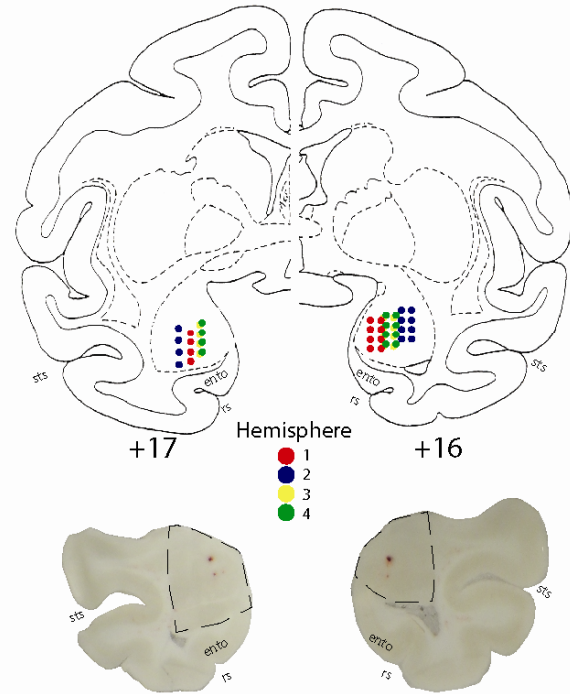 sts
ento
rs
ento
rs
sts
+17
+16
Hemisphere
1
2
3
4
sts
ento
rs
ento
rs
sts